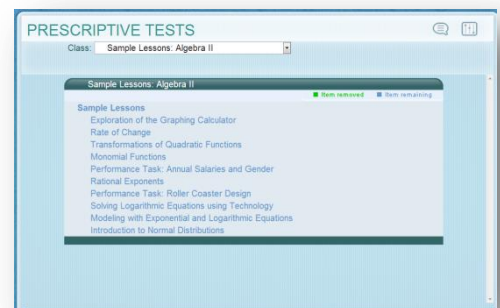 PRESCRIPTIVE TESTS
Class: Sample Lessons: Algebra II
Sample Lessons: Algebra II
Item removed Item remaining
Sample Lessons
Exploration of the Graphing Calculator
Rate of Change
Transformations of Quadratic Functions
Monomial Functions
Performance Task: Annual Salaries and Gender
Rational Exponents
Performance Task: Roller Coaster Design
Solving Logarithmic Equations using Technology
Modeling with Exponential and Logarithmic Equations
Introduction to Normal Distributions